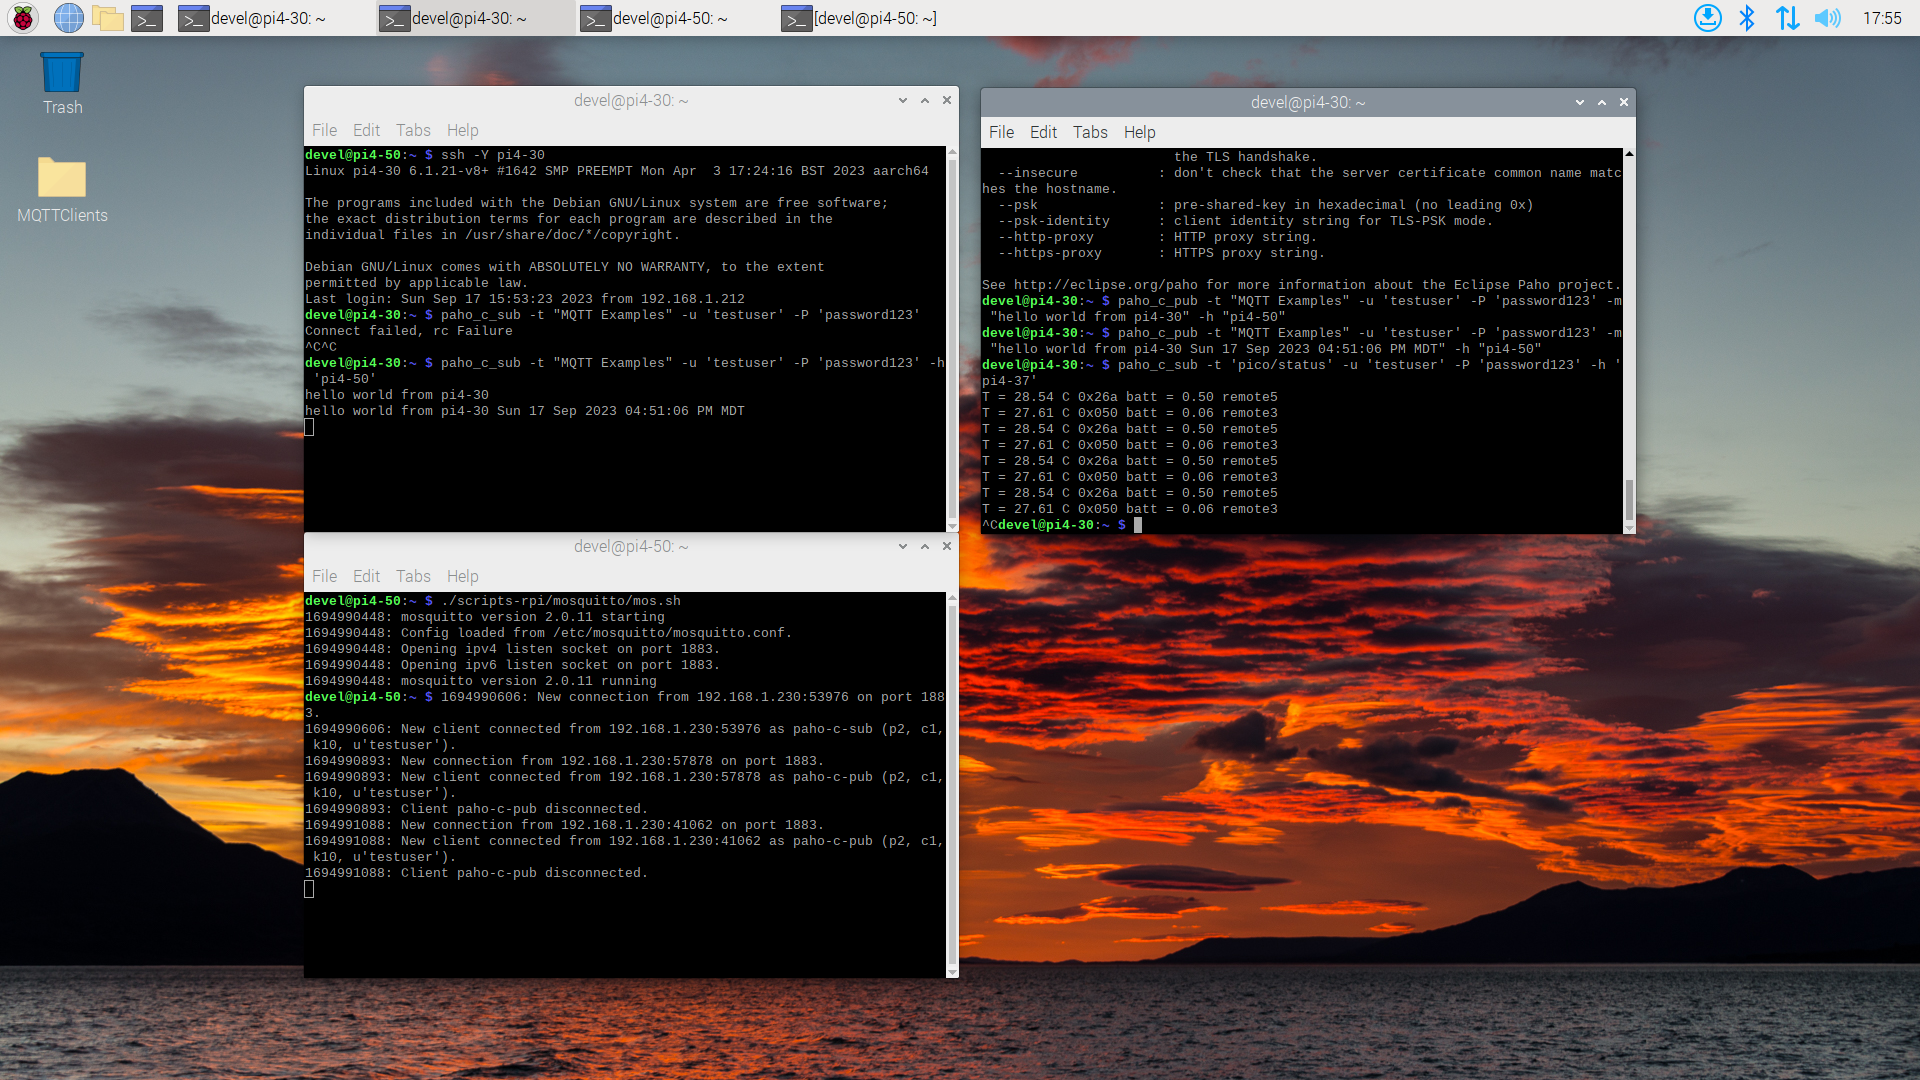 devel@pi4-30: ~
devel@pi4-30: ~
devel@pi4-50: ~
[devel@pi4-50: ~]
17:55
Trash
MQTTClients
devel@pi4-30: ~
File Edit Tabs Help
devel@pi4-50:~ $ ssh -Y pi4-30
Linux pi4-30 6.1.21-v8+ #1642 SMP PREEMPT Mon Apr  3 17:24:16 BST 2023 aarch64
The programs included with the Debian GNU/Linux system are free software;
the exact distribution terms for each program are described in the
individual files in /usr/share/doc/*/copyright.
Debian GNU/Linux comes with ABSOLUTELY NO WARRANTY, to the extent
permitted by applicable law.
Last login: Sun Sep 17 15:53:23 2023 from 192.168.1.212
devel@pi4-30:~ $ paho_c_sub -t "MQTT Examples" -u 'testuser' -P 'password123'
Connect failed, rc Failure
^C^C
devel@pi4-30:~ $ paho_c_sub -t "MQTT Examples" -u 'testuser' -P 'password123' -h
'pi4-50'
hello world from pi4-30
hello world from pi4-30 Sun 17 Sep 2023 04:51:06 PM MDT
devel@pi4-30: ~
File Edit Tabs Help
the TLS handshake.
--insecure : don't check that the server certificate common name matc
hes the hostname.
--psk : pre-shared-key in hexadecimal (no leading 0x)
--psk-identity : client identity string for TLS-PSK mode.
--http-proxy : HTTP proxy string.
--https-proxy : HTTPS proxy string.
See http://eclipse.org/paho for more information about the Eclipse Paho project.
devel@pi4-30:~ $ paho_c_pub -t "MQTT Examples" -u 'testuser' -P 'password123' -m
"hello world from pi4-30" -h "pi4-50"
devel@pi4-30:~ $ paho_c_pub -t "MQTT Examples" -u 'testuser' -P 'password123' -m
"hello world from pi4-30 Sun 17 Sep 2023 04:51:06 PM MDT" -h "pi4-50"
devel@pi4-30:~ $ paho_c_sub -t 'pico/status' -u 'testuser' -P 'password123' -h '
pi4-37'
T = 28.54 C 0x26a batt = 0.50 remote5
T = 27.61 C 0x050 batt = 0.06 remote3
T = 28.54 C 0x26a batt = 0.50 remote5
T = 27.61 C 0x050 batt = 0.06 remote3
T = 28.54 C 0x26a batt = 0.50 remote5
T = 27.61 C 0x050 batt = 0.06 remote3
T = 28.54 C 0x26a batt = 0.50 remote5
T = 27.61 C 0x050 batt = 0.06 remote3
^Cdevel@pi4-30:~ $
devel@pi4-50: ~
File Edit Tabs Help
devel@pi4-50:~ $ ./scripts-rpi/mosquitto/mos.sh
1694990448: mosquitto version 2.0.11 starting
1694990448: Config loaded from /etc/mosquitto/mosquitto.conf.
1694990448: Opening ipv4 listen socket on port 1883.
1694990448: Opening ipv6 listen socket on port 1883.
1694990448: mosquitto version 2.0.11 running
devel@pi4-50:~ $ 1694990606: New connection from 192.168.1.230:53976 on port 188
3.
1694990606: New client connected from 192.168.1.230:53976 as paho-c-sub (p2, c1,
k10, u'testuser').
1694990893: New connection from 192.168.1.230:57878 on port 1883.
1694990893: New client connected from 192.168.1.230:57878 as paho-c-pub (p2, c1,
k10, u'testuser').
1694990893: Client paho-c-pub disconnected.
1694991088: New connection from 192.168.1.230:41062 on port 1883.
1694991088: New client connected from 192.168.1.230:41062 as paho-c-pub (p2, c1,
k10, u'testuser').
1694991088: Client paho-c-pub disconnected.